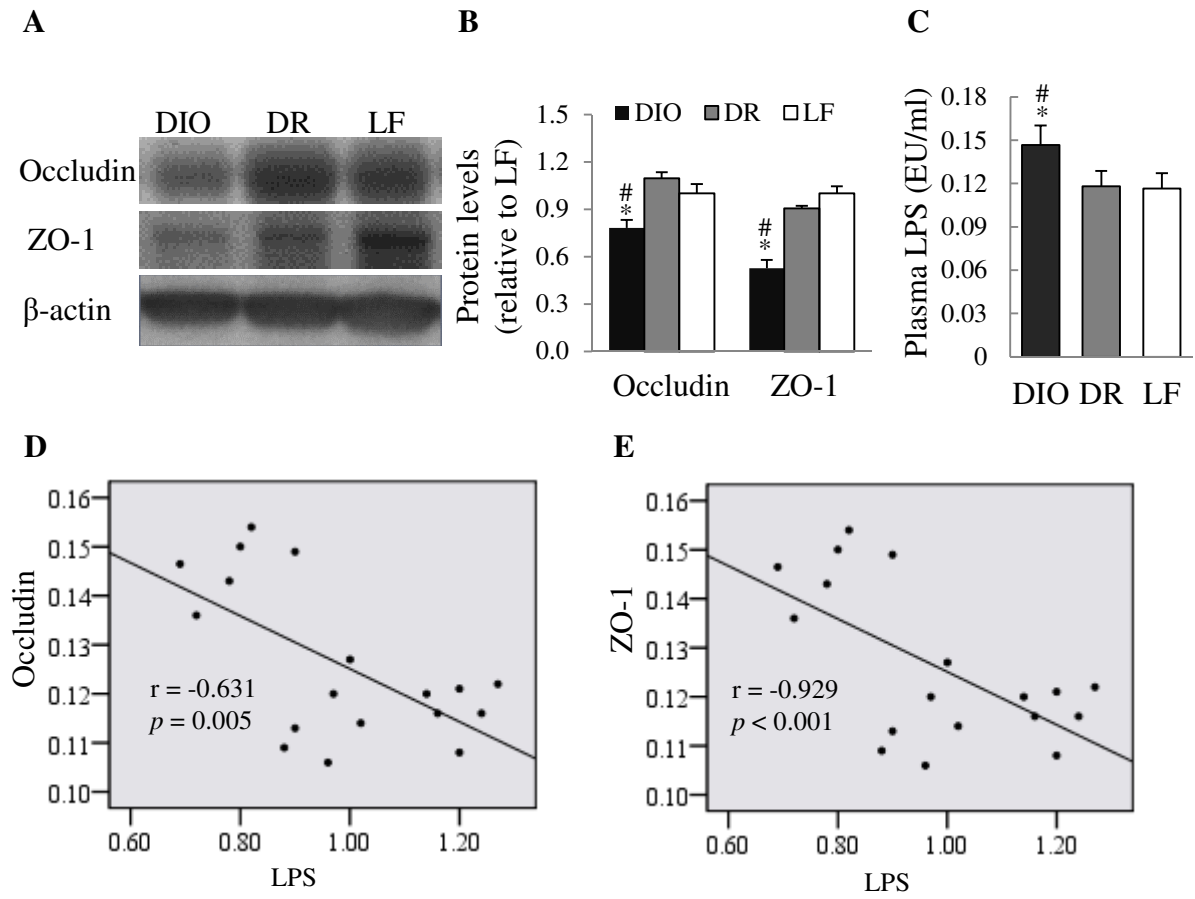 A
DIO DR LF
Occludin
ZO-1
β-actin
B
Protein levels
(relative to LF)
1.5
1.2
0.9
0.6
0.3
0.0
DIO DR LF
#
*
#
*
Occludin ZO-1
C
Plasma LPS (EU/ml)
0.18
0.15
0.12
0.09
0.06
0.03
0
#
*
DIO DR LF
D
Occludin
0.16
0.15
0.14
0.13
0.12
0.11
0.10
r = -0.631
p = 0.005
0.60 0.80 1.00 1.20
LPS
E
ZO-1
0.16
0.15
0.14
0.13
0.12
0.11
0.10
r = -0.929
p < 0.001
0.60 0.80 1.00 1.20
LPS